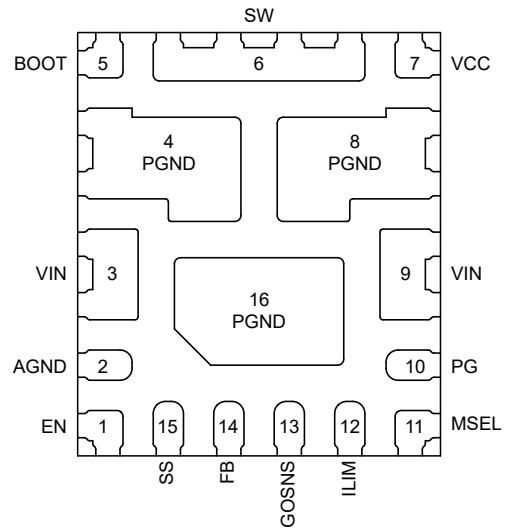 SW
BOOT 5 6 7 VCC
4 PGND
8 PGND
VIN 3 9 VIN
16 PGND
AGND 2 10 PG
EN 1 15 14 13 12 11 MSEL
SS
FB
GOSNS
ILIM